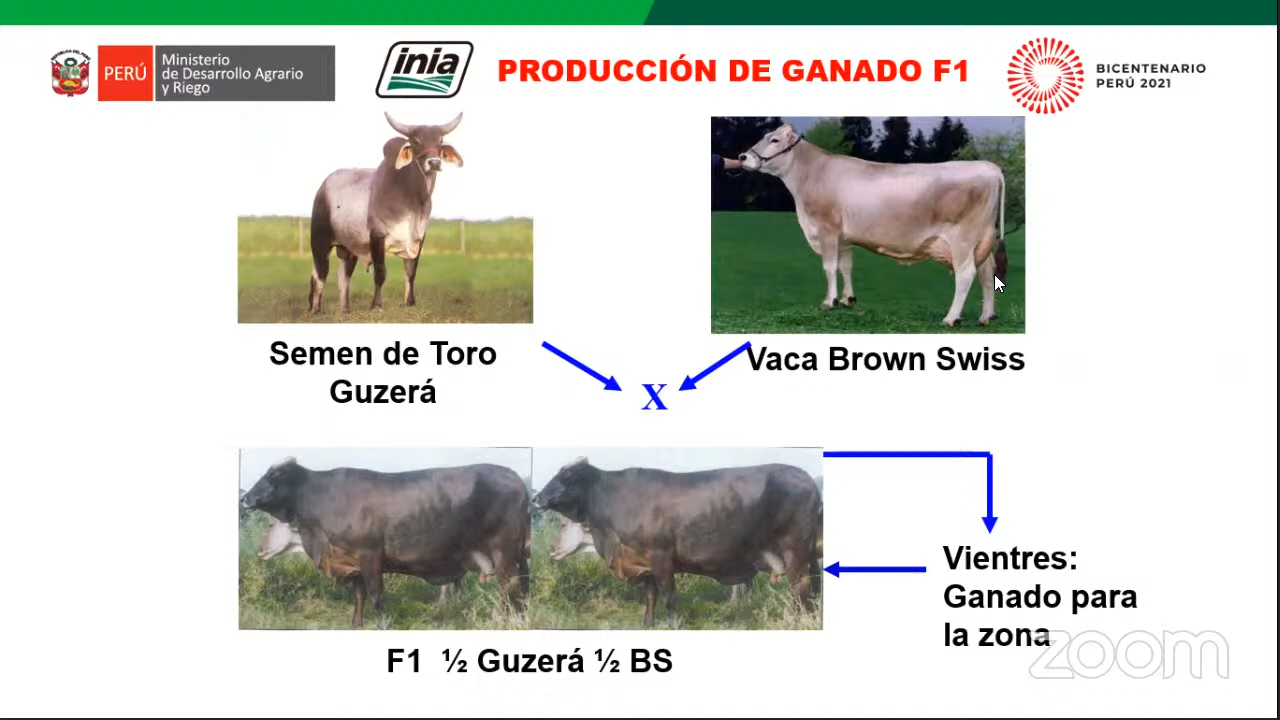 PERÚ
Ministerio
de Desarrollo Agrario
y Riego
inia
PRODUCCIÓN DE GANADO F1
BICENTENARIO
PERÚ 2021
Semen de Toro
Guzerá
Vaca Brown Swiss
X
Vientres:
Ganado para
la zona
zoom
F1 ½ Guzerá ½ BS